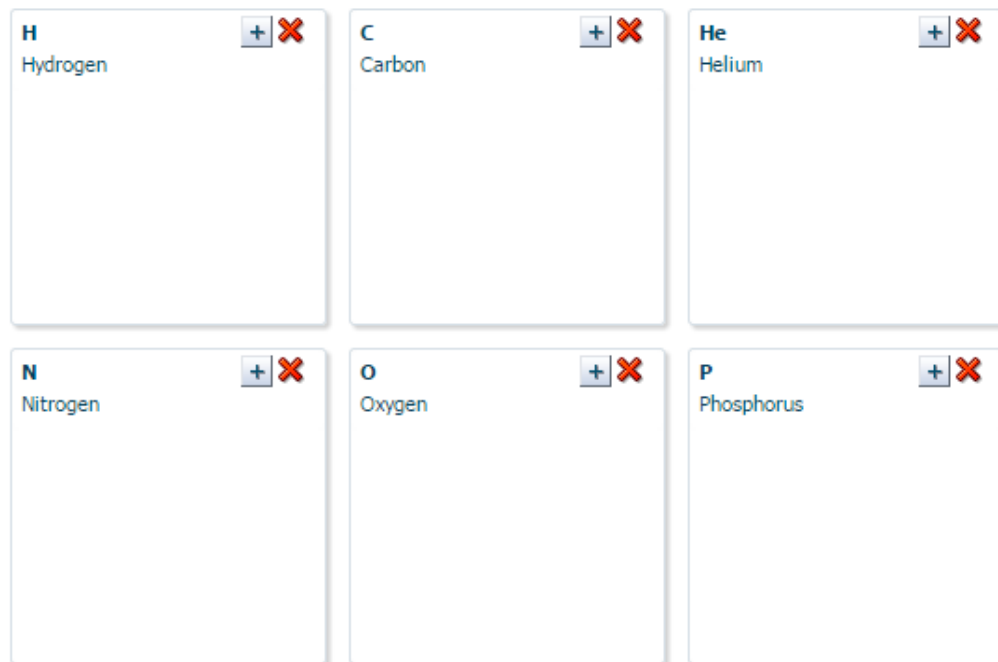 H
Hydrogen
C
Carbon
He
Helium
N
Nitrogen
O
Oxygen
P
Phosphorus